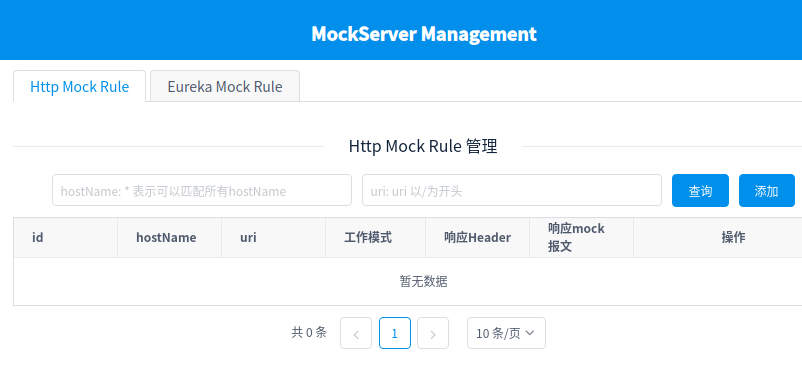 MockServer Management
Http Mock Rule Eureka Mock Rule
Http Mock Rule 管理
hostName: * 表示可以匹配所有hostName uri: uri 以/为开头 查询 添加
id hostName uri 工作模式 响应Header 响应mock报文 操作
暂无数据
共 0 条 1 10 条/页